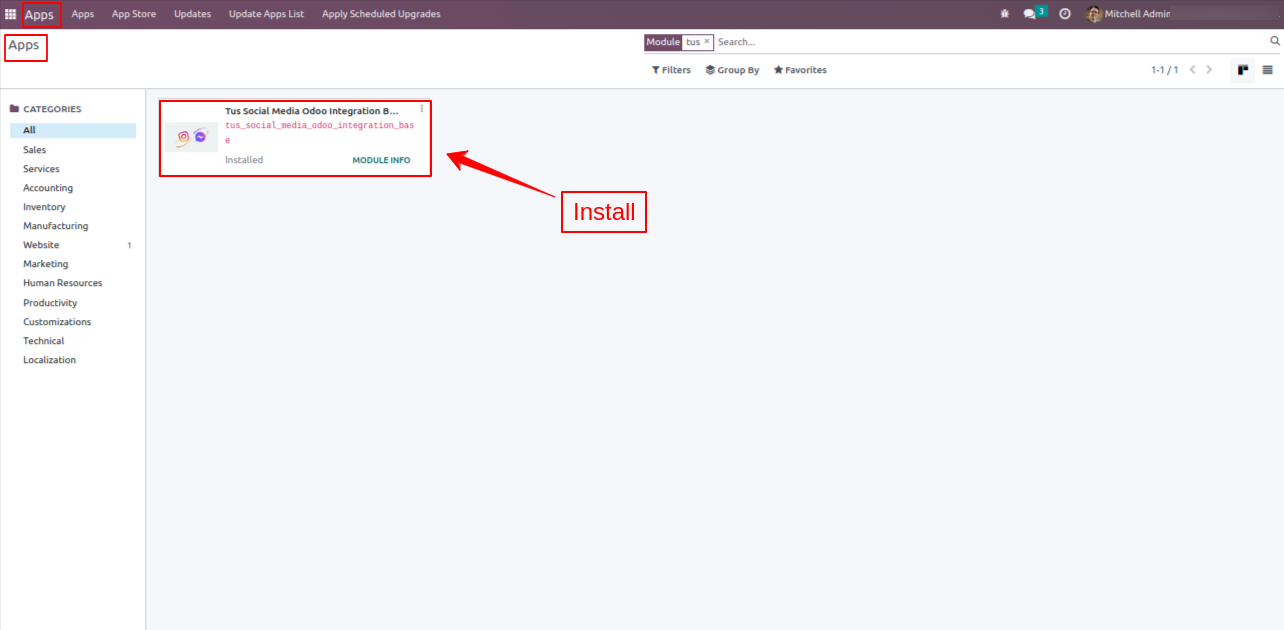 Apps Apps App Store Updates Update Apps List Apply Scheduled Upgrades 3 Mitchell Admin
Apps
Module tus × Search...
Filters Group By Favorites 1-1 / 1
CATEGORIES
All
Sales
Services
Accounting
Inventory
Manufacturing
Website 1
Marketing
Human Resources
Productivity
Customizations
Technical
Localization
Tus Social Media Odoo Integration B...
tus_social_media_odoo_integration_bas
e
Installed MODULE INFO
Install